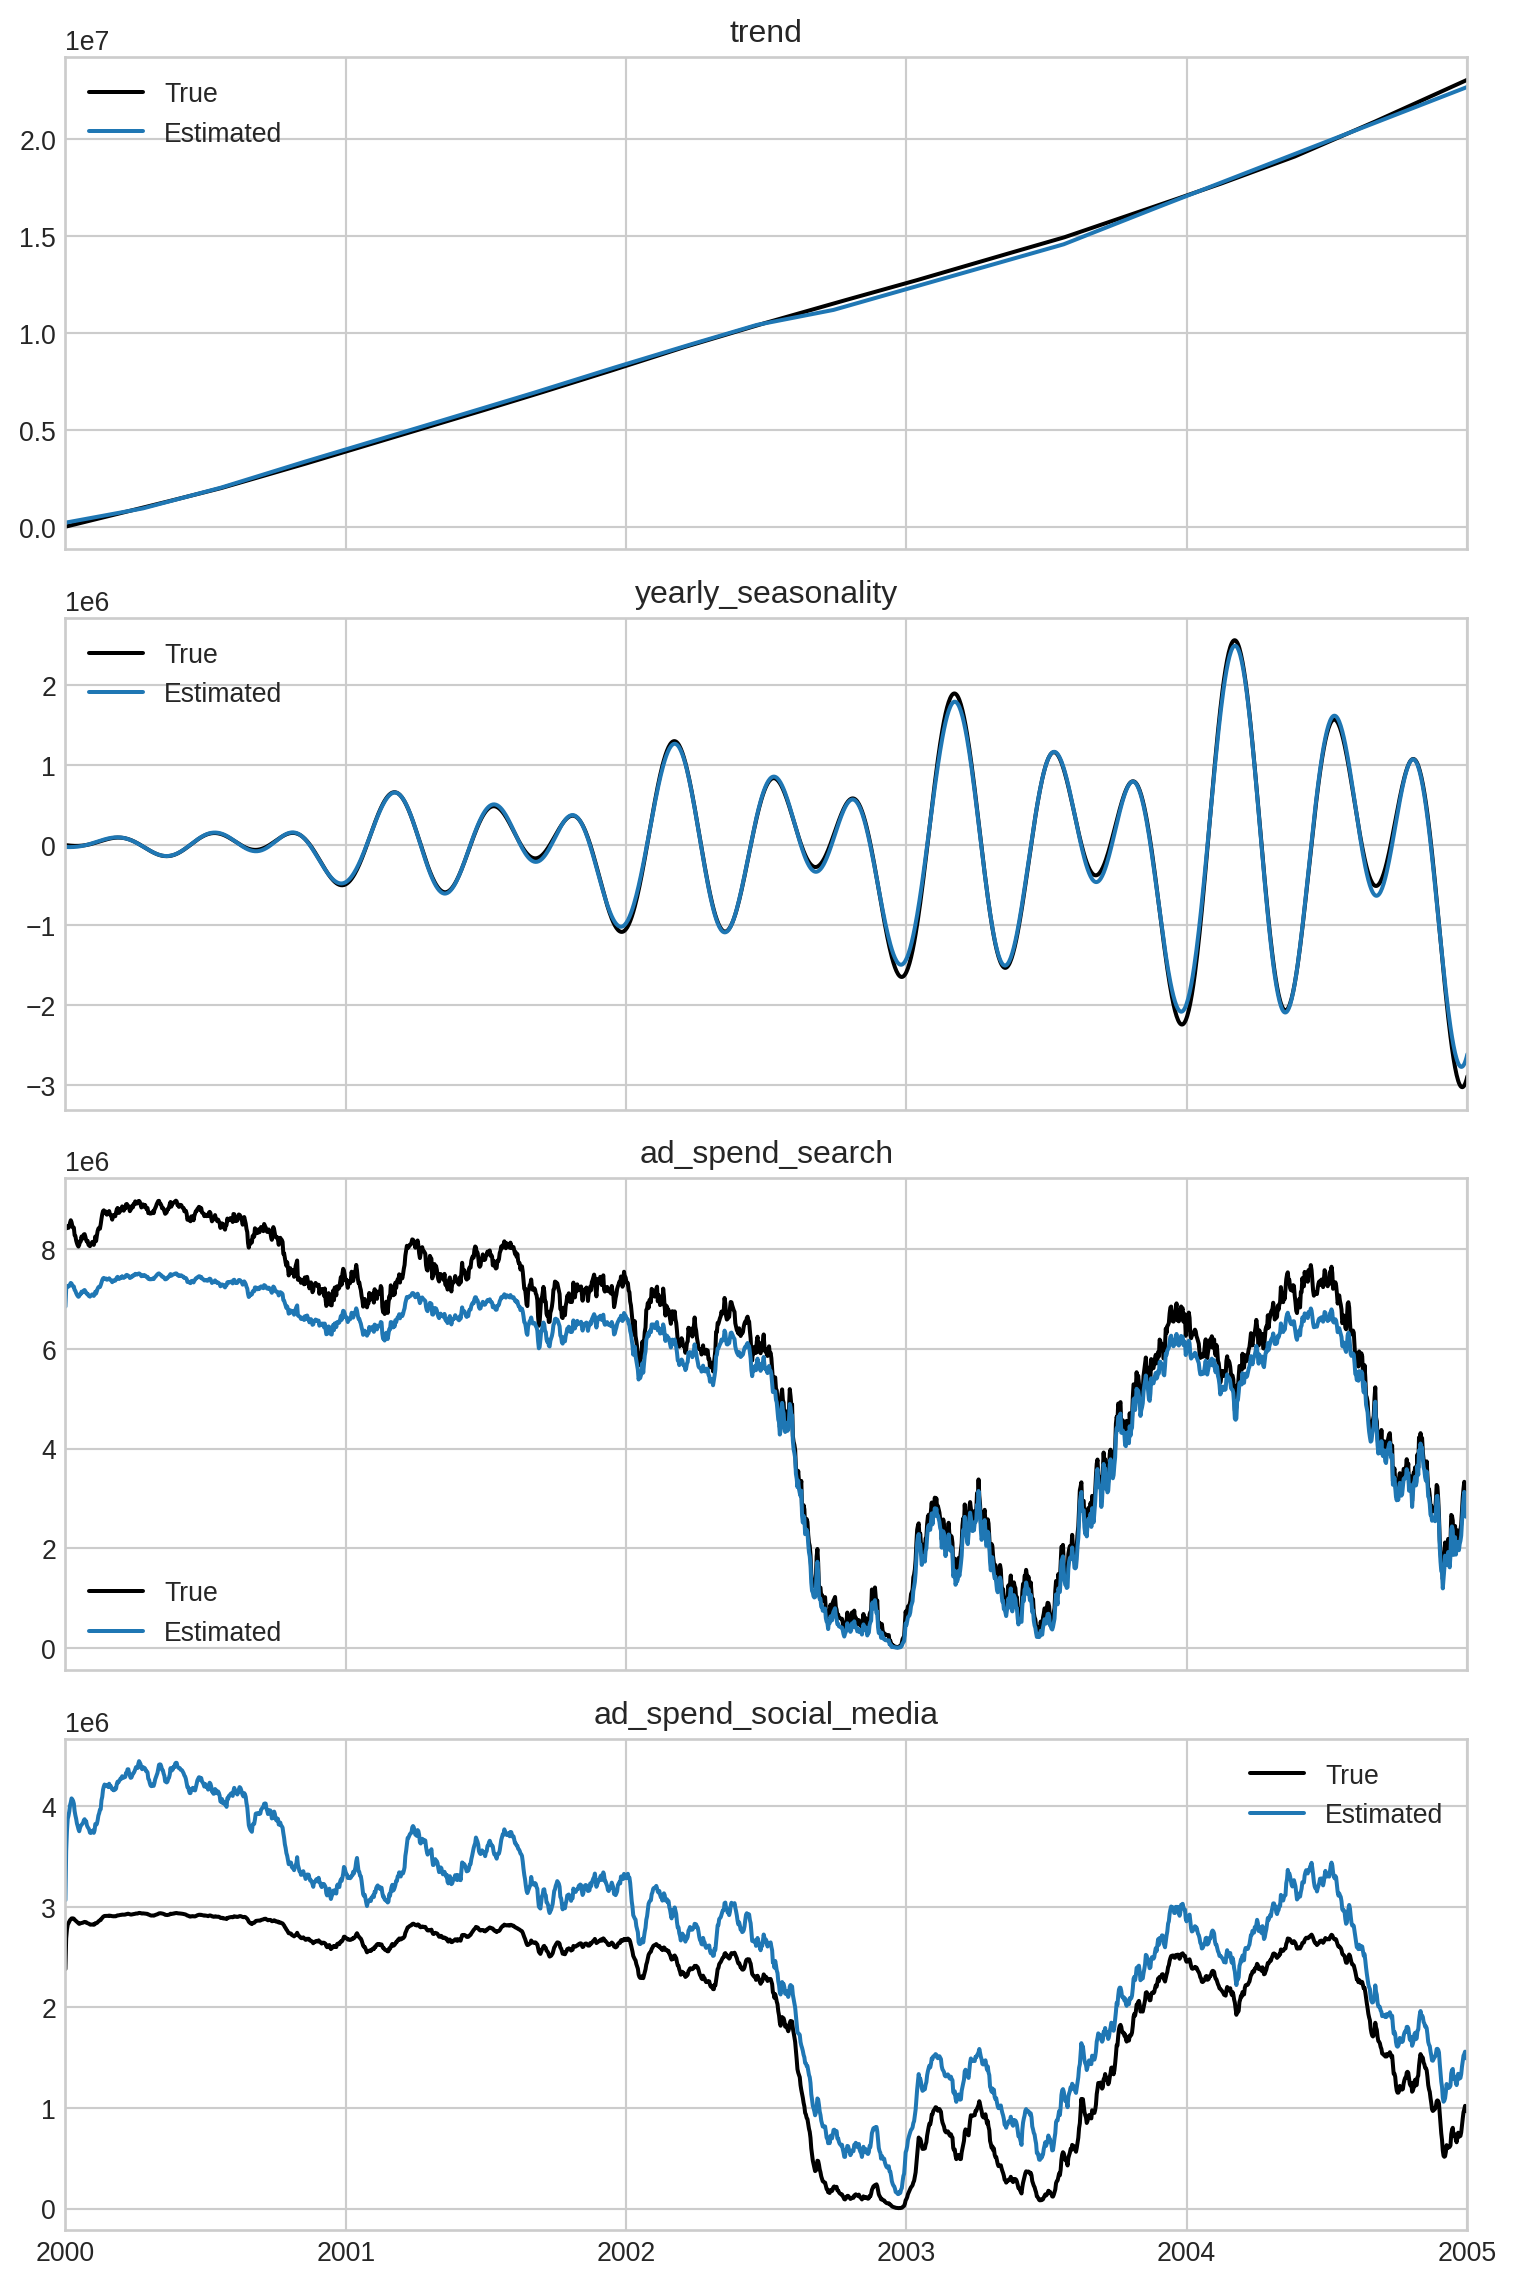 trend
1e7
True
Estimated
2.0
1.5
1.0
0.5
0.0
yearly_seasonality
1e6
True
Estimated
2
1
0
−1
−2
−3
ad_spend_search
1e6
8
6
4
2
0
True
Estimated
ad_spend_social_media
1e6
True
Estimated
4
3
2
1
0
2000 2001 2002 2003 2004 2005